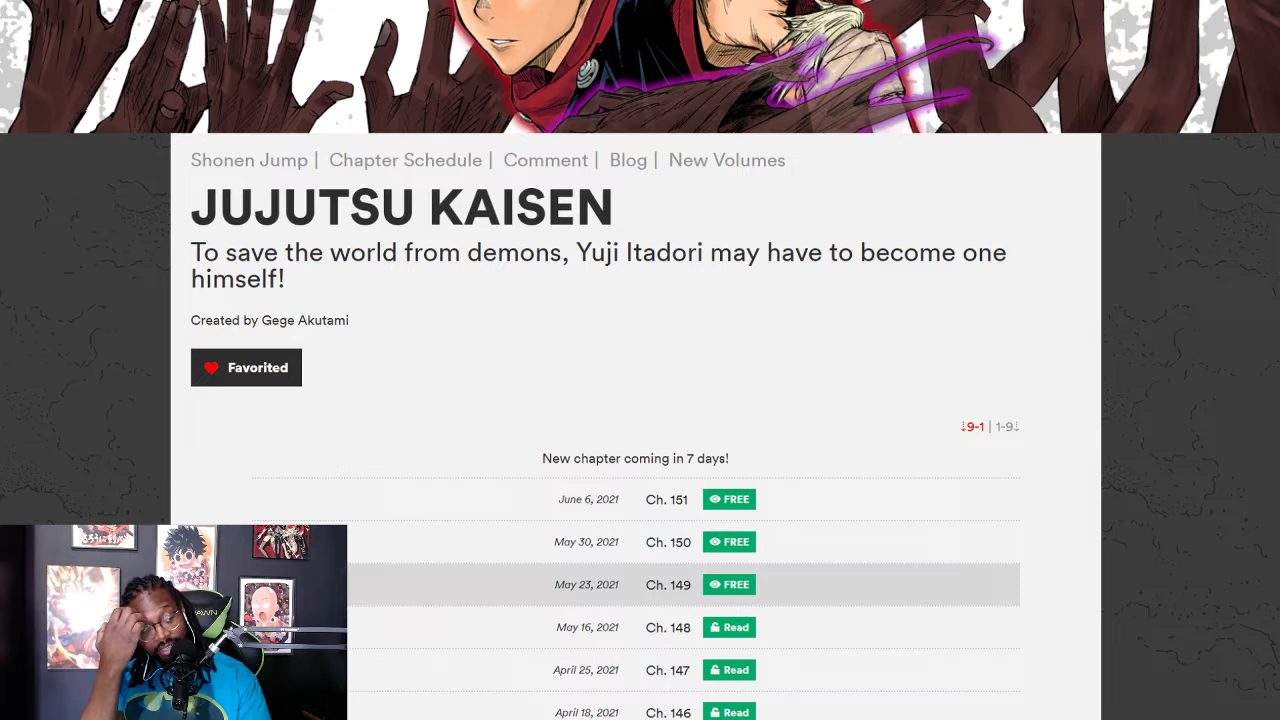 Shonen Jump | Chapter Schedule | Comment | Blog | New Volumes
JUJUTSU KAISEN
To save the world from demons, Yuji Itadori may have to become one
himself!
Created by Gege Akutami
Favorited
↓9-1 | 1-9↓
New chapter coming in 7 days!
June 6, 2021 Ch. 151 FREE
May 30, 2021 Ch. 150 FREE
May 23, 2021 Ch. 149 FREE
May 16, 2021 Ch. 148 Read
April 25, 2021 Ch. 147 Read
April 18, 2021 Ch. 146 Read